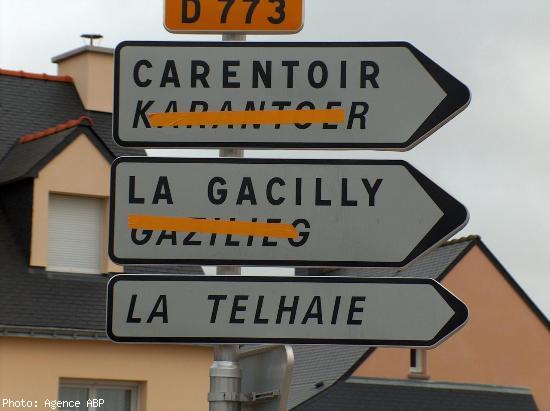 D 773
CARENTOIR
KARANTOER
LA GACILLY
GAZILIEG
LA TELHAIE
Photo: Agence ABP